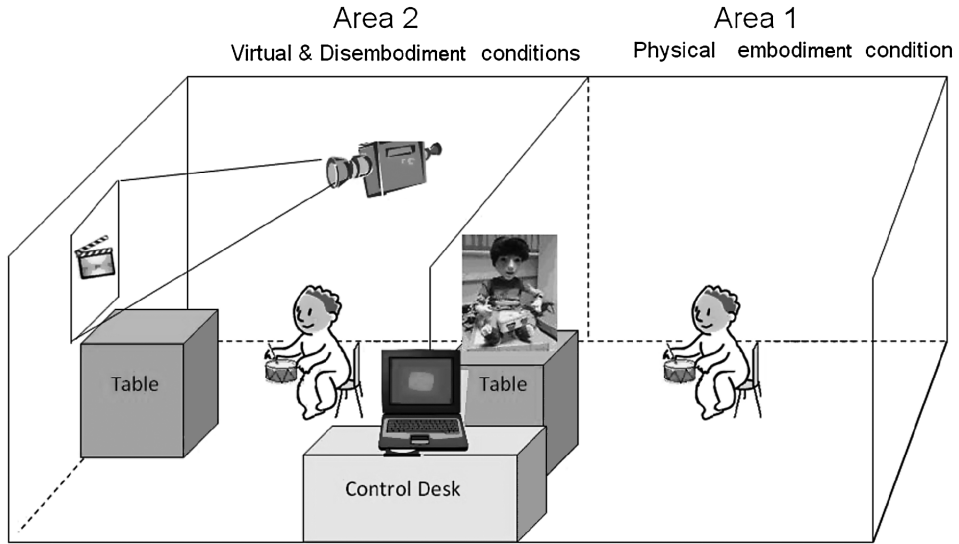 Area 2
Area 1
Virtual & Disembodiment conditions
Physical embodiment condition
Table
Table
Control Desk